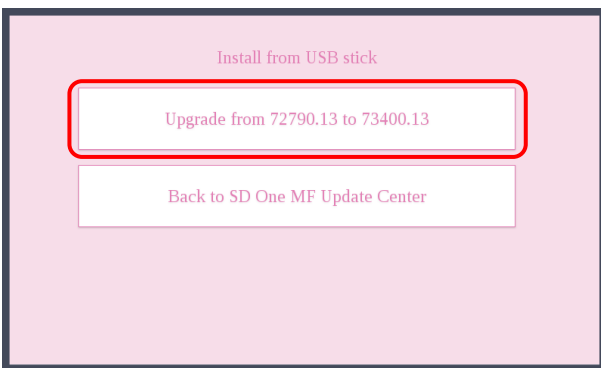 Install from USB stick
Upgrade from 72790.13 to 73400.13
Back to SD One MF Update Center